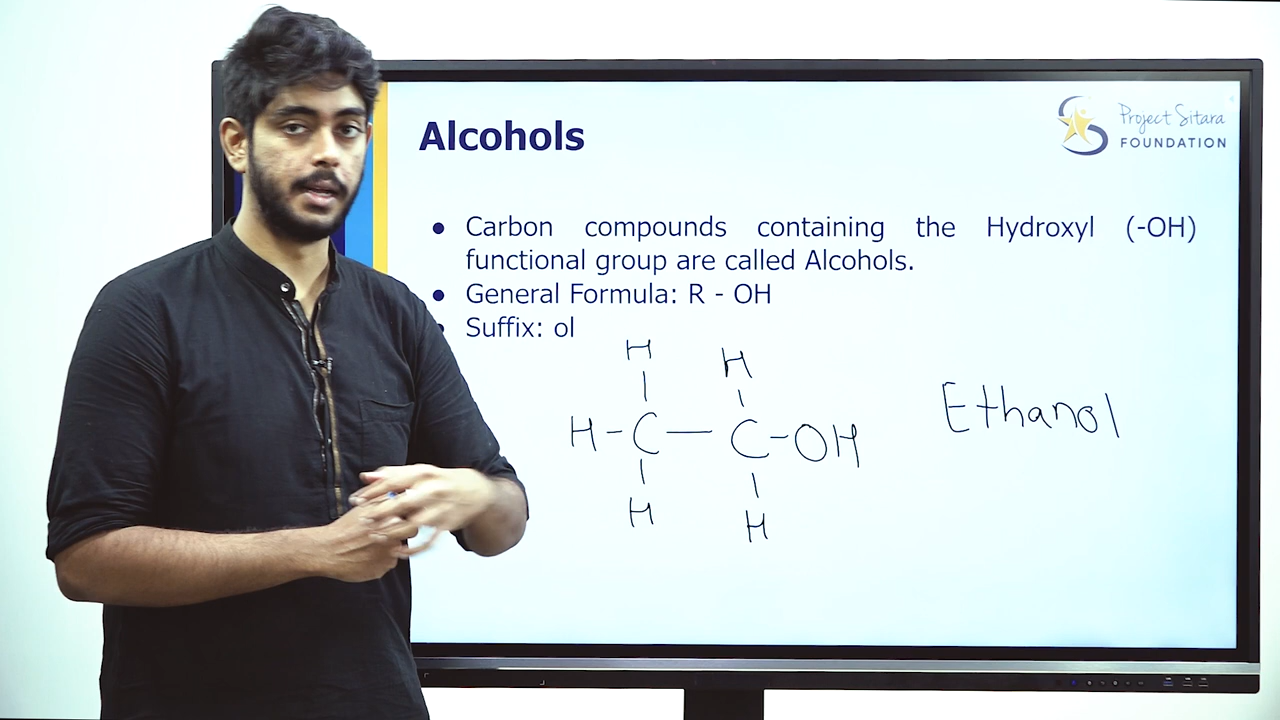 Alcohols
Project Sitara
FOUNDATION
● Carbon compounds containing the Hydroxyl (-OH)
functional group are called Alcohols.
● General Formula: R - OH
● Suffix: ol
H H
H-C—C-OH
H H
Ethanol